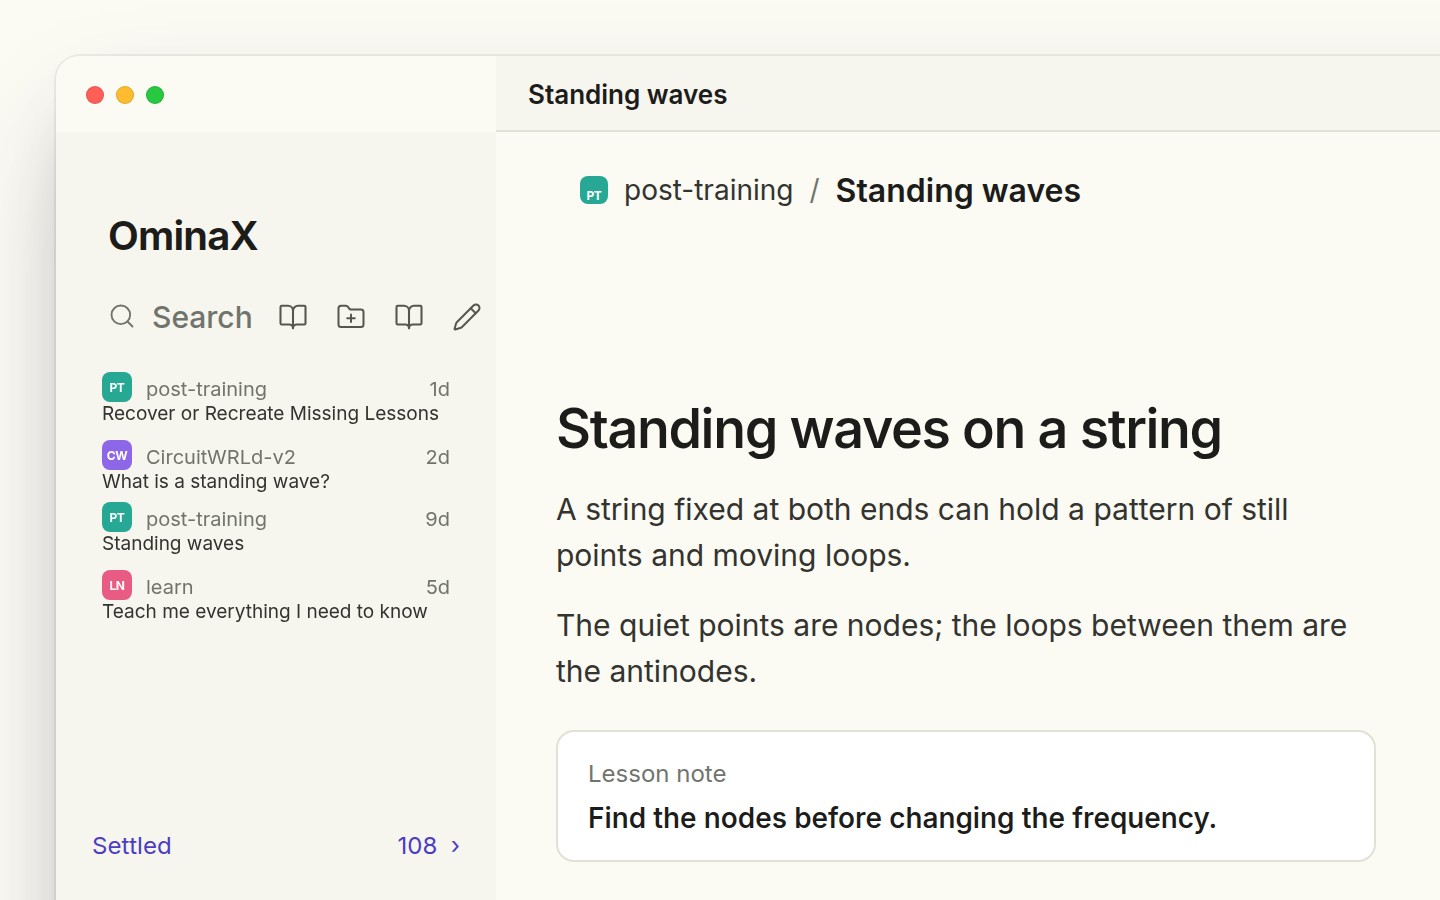 Standing waves
PT post-training / Standing waves
OminaX
Search
PT post-training 1d
Recover or Recreate Missing Lessons
CW CircuitWRLd-v2 2d
What is a standing wave?
PT post-training 9d
Standing waves
LN learn 5d
Teach me everything I need to know
Settled 108 ›
Standing waves on a string
A string fixed at both ends can hold a pattern of still
points and moving loops.
The quiet points are nodes; the loops between them are
the antinodes.
Lesson note
Find the nodes before changing the frequency.